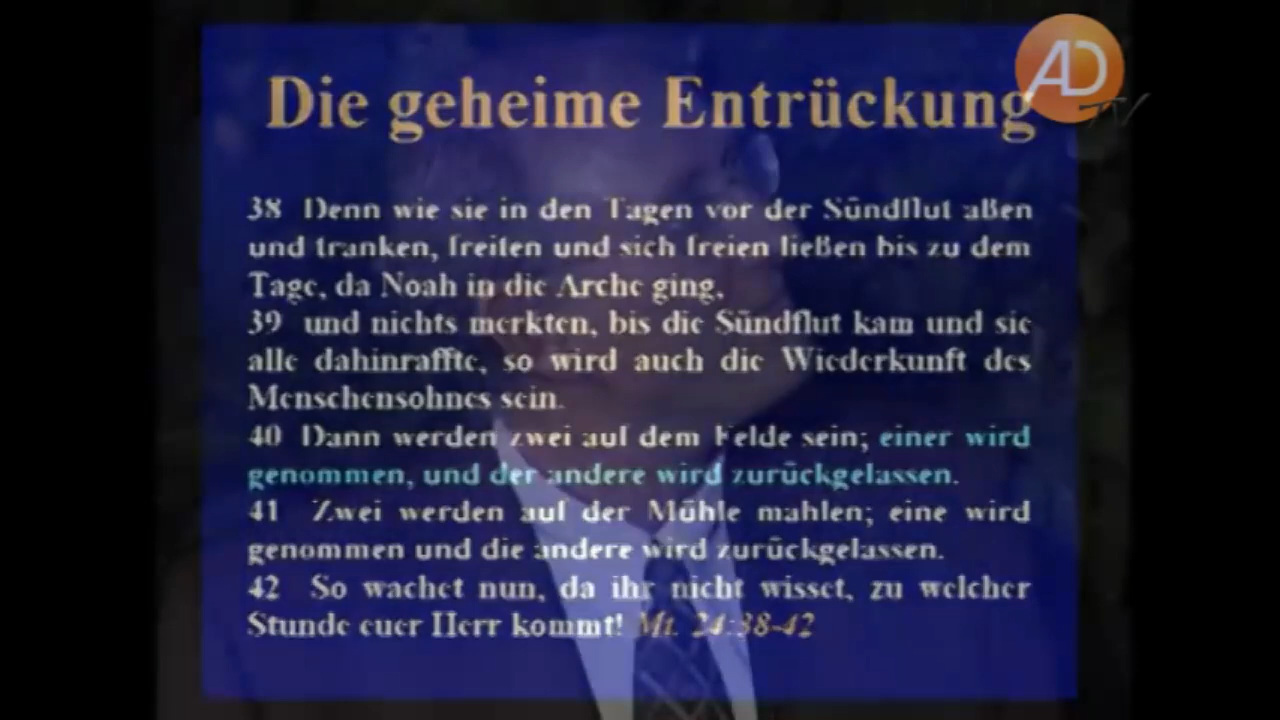 AD
TV
Die geheime Entrückung
38 Denn wie sie in den Tagen vor der Sündflut aßen
und tranken, freiten und sich freien ließen bis zu dem
Tage, da Noah in die Arche ging,
39 und nichts merkten, bis die Sündflut kam und sie
alle dahinraffte, so wird auch die Wiederkunft des
Menschensohnes sein.
40 Dann werden zwei auf dem Felde sein; einer wird
genommen, und der andere wird zurückgelassen.
41 Zwei werden auf der Mühle mahlen; eine wird
genommen und die andere wird zurückgelassen.
42 So wachet nun, da ihr nicht wisset, zu welcher
Stunde euer Herr kommt! Mt. 24:38-42